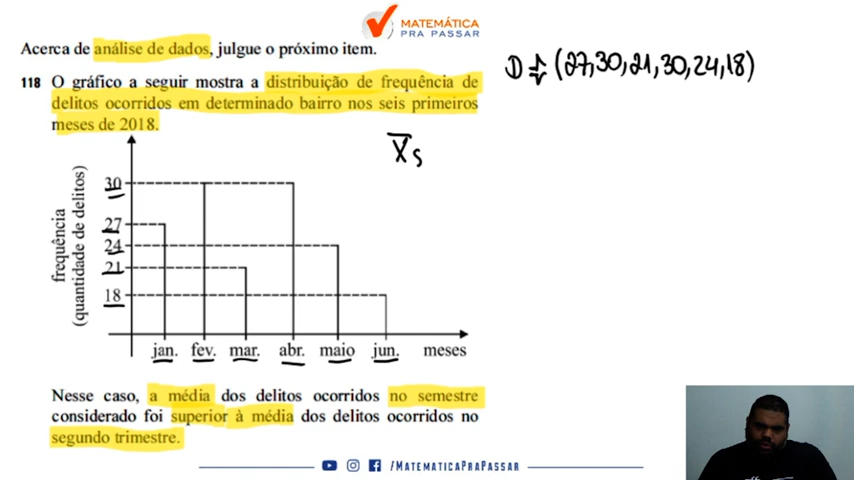 MATEMÁTICA
PRA PASSAR
Acerca de análise de dados, julgue o próximo item.
118 O gráfico a seguir mostra a distribuição de frequência de
delitos ocorridos em determinado bairro nos seis primeiros
meses de 2018.
D (27, 30, 21, 30, 24, 18)
X̄s
frequência
(quantidade de delitos)
30
27
24
21
18
jan. fev. mar. abr. maio jun. meses
Nesse caso, a média dos delitos ocorridos no semestre
considerado foi superior à média dos delitos ocorridos no
segundo trimestre.
/MATEMATICAPRAPASSAR